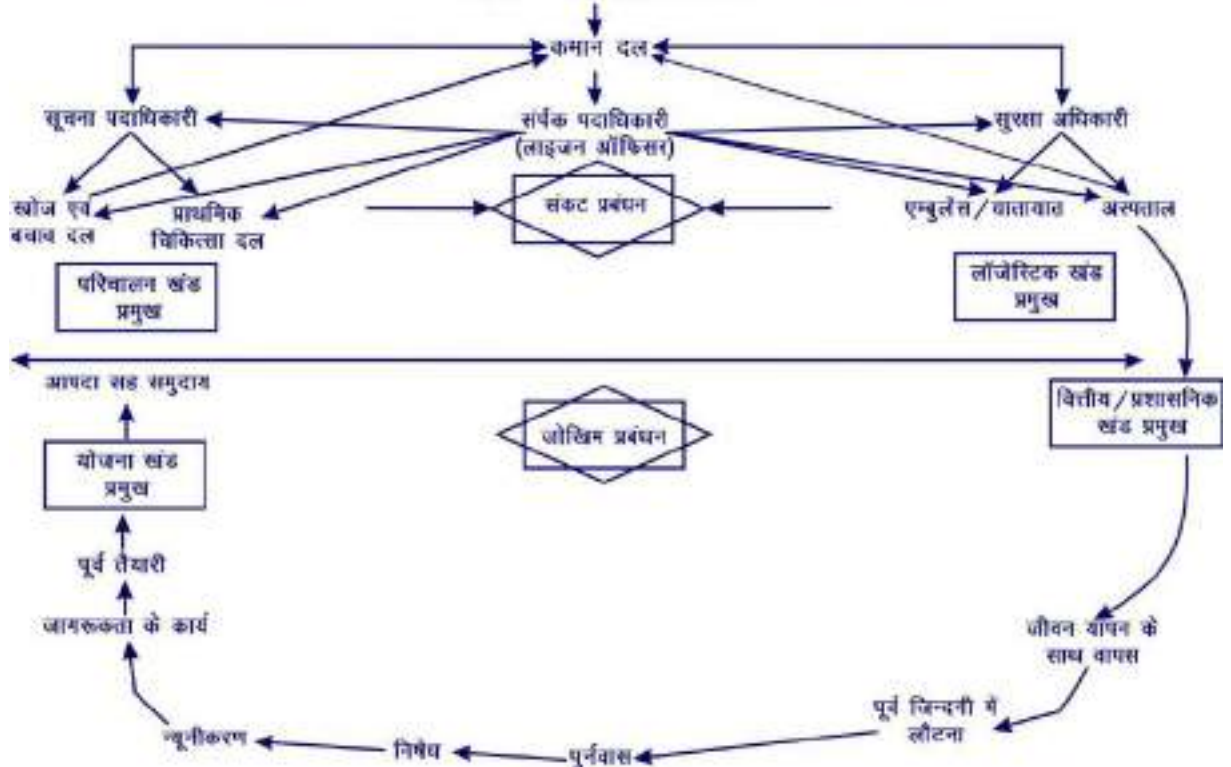 कमान दल
सूचना पदाधिकारी
संर्पक पदाधिकारी
(लाइजन ऑफिसर)
सुरक्षा अधिकारी
खोज एवं
बचाव दल
प्राथमिक
चिकित्सा दल
संकट प्रबंधन
एम्बुलेंस/यातायात
अस्पताल
परिचालन खंड
प्रमुख
लॉजेस्टिक खंड
प्रमुख
आपदा सह समुदाय
जोखिम प्रबंधन
वित्तीय/प्रशासनिक
खंड प्रमुख
योजना खंड
प्रमुख
पूर्व तैयारी
जागरूकता के कार्य
जीवन यापन के
साथ वापस
पूर्व जिन्दगी में
लौटना
न्यूनीकरण
निषेध
पूर्नवास